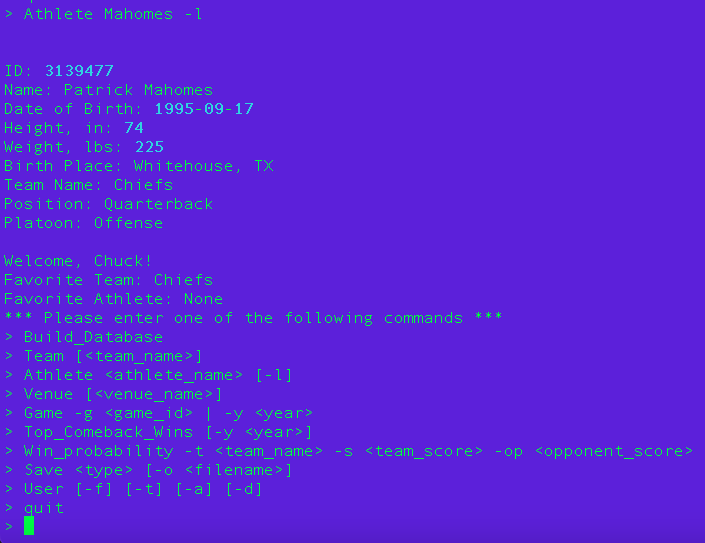 > Athlete Mahomes -l
ID: 3139477
Name: Patrick Mahomes
Date of Birth: 1995-09-17
Height, in: 74
Weight, lbs: 225
Birth Place: Whitehouse, TX
Team Name: Chiefs
Position: Quarterback
Platoon: Offense
Welcome, Chuck!
Favorite Team: Chiefs
Favorite Athlete: None
*** Please enter one of the following commands ***
> Build_Database
> Team [<team_name>]
> Athlete <athlete_name> [-l]
> Venue [<venue_name>]
> Game -g <game_id> | -y <year>
> Top_Comeback_Wins [-y <year>]
> Win_probability -t <team_name> -s <team_score> -op <opponent_score>
> Save <type> [-o <filename>]
> User [-f] [-t] [-a] [-d]
> quit
>